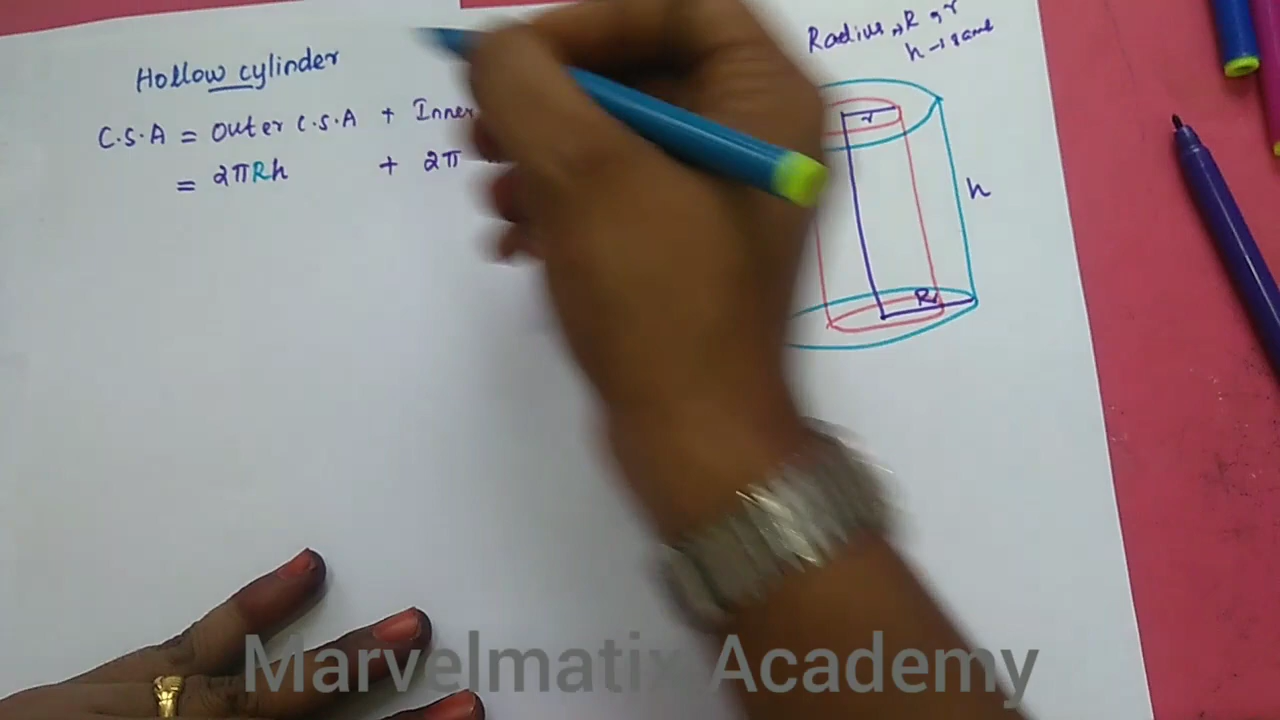 Hollow cylinder
C.S.A = Outer C.S.A + Inner
= 2πRh + 2π
Radius → R, r
h → same
r
h
R
Marvelmatix Academy